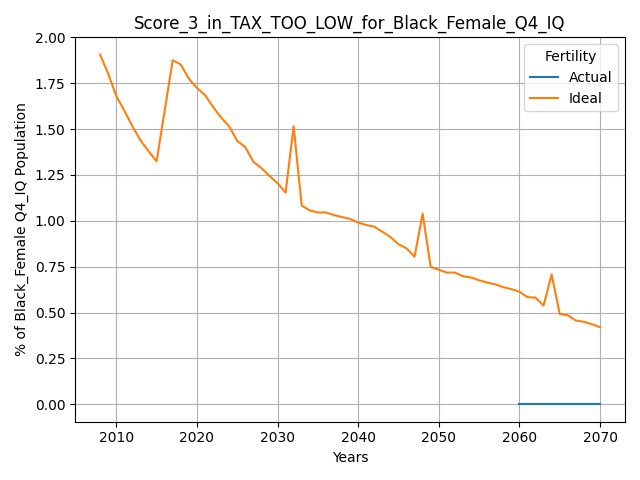 Score_3_in_TAX_TOO_LOW_for_Black_Female_Q4_IQ
Fertility
Actual
Ideal
% of Black_Female Q4_IQ Population
2.00
1.75
1.50
1.25
1.00
0.75
0.50
0.25
0.00
2010 2020 2030 2040 2050 2060 2070
Years